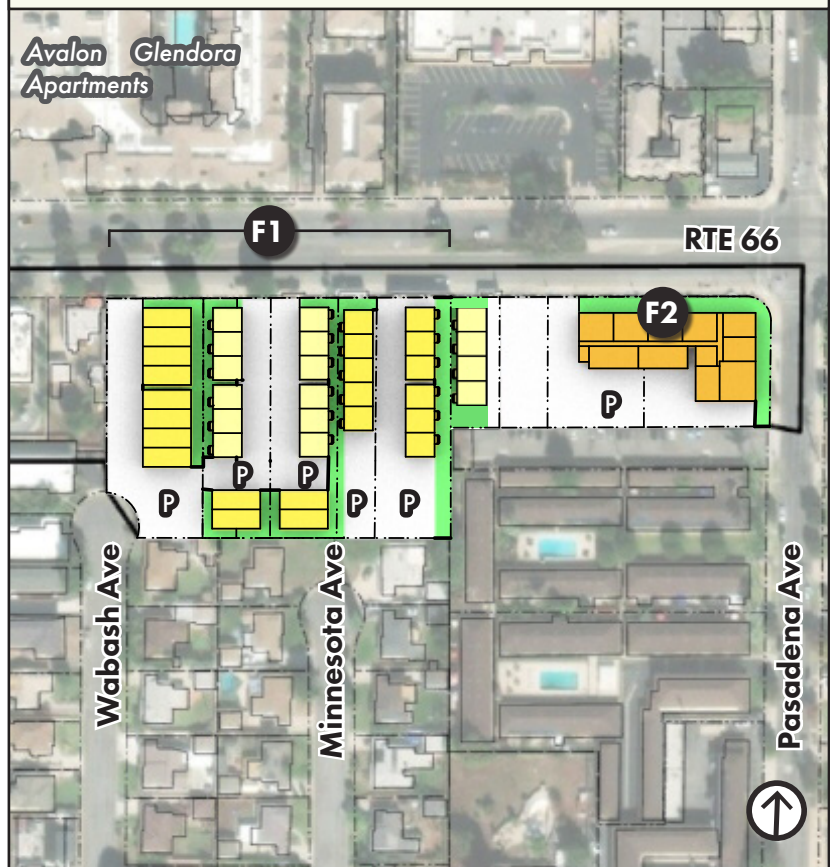 Avalon Glendora
Apartments
F1
RTE 66
F2
P
P
P
P
P
P
Wabash Ave
Minnesota Ave
Pasadena Ave